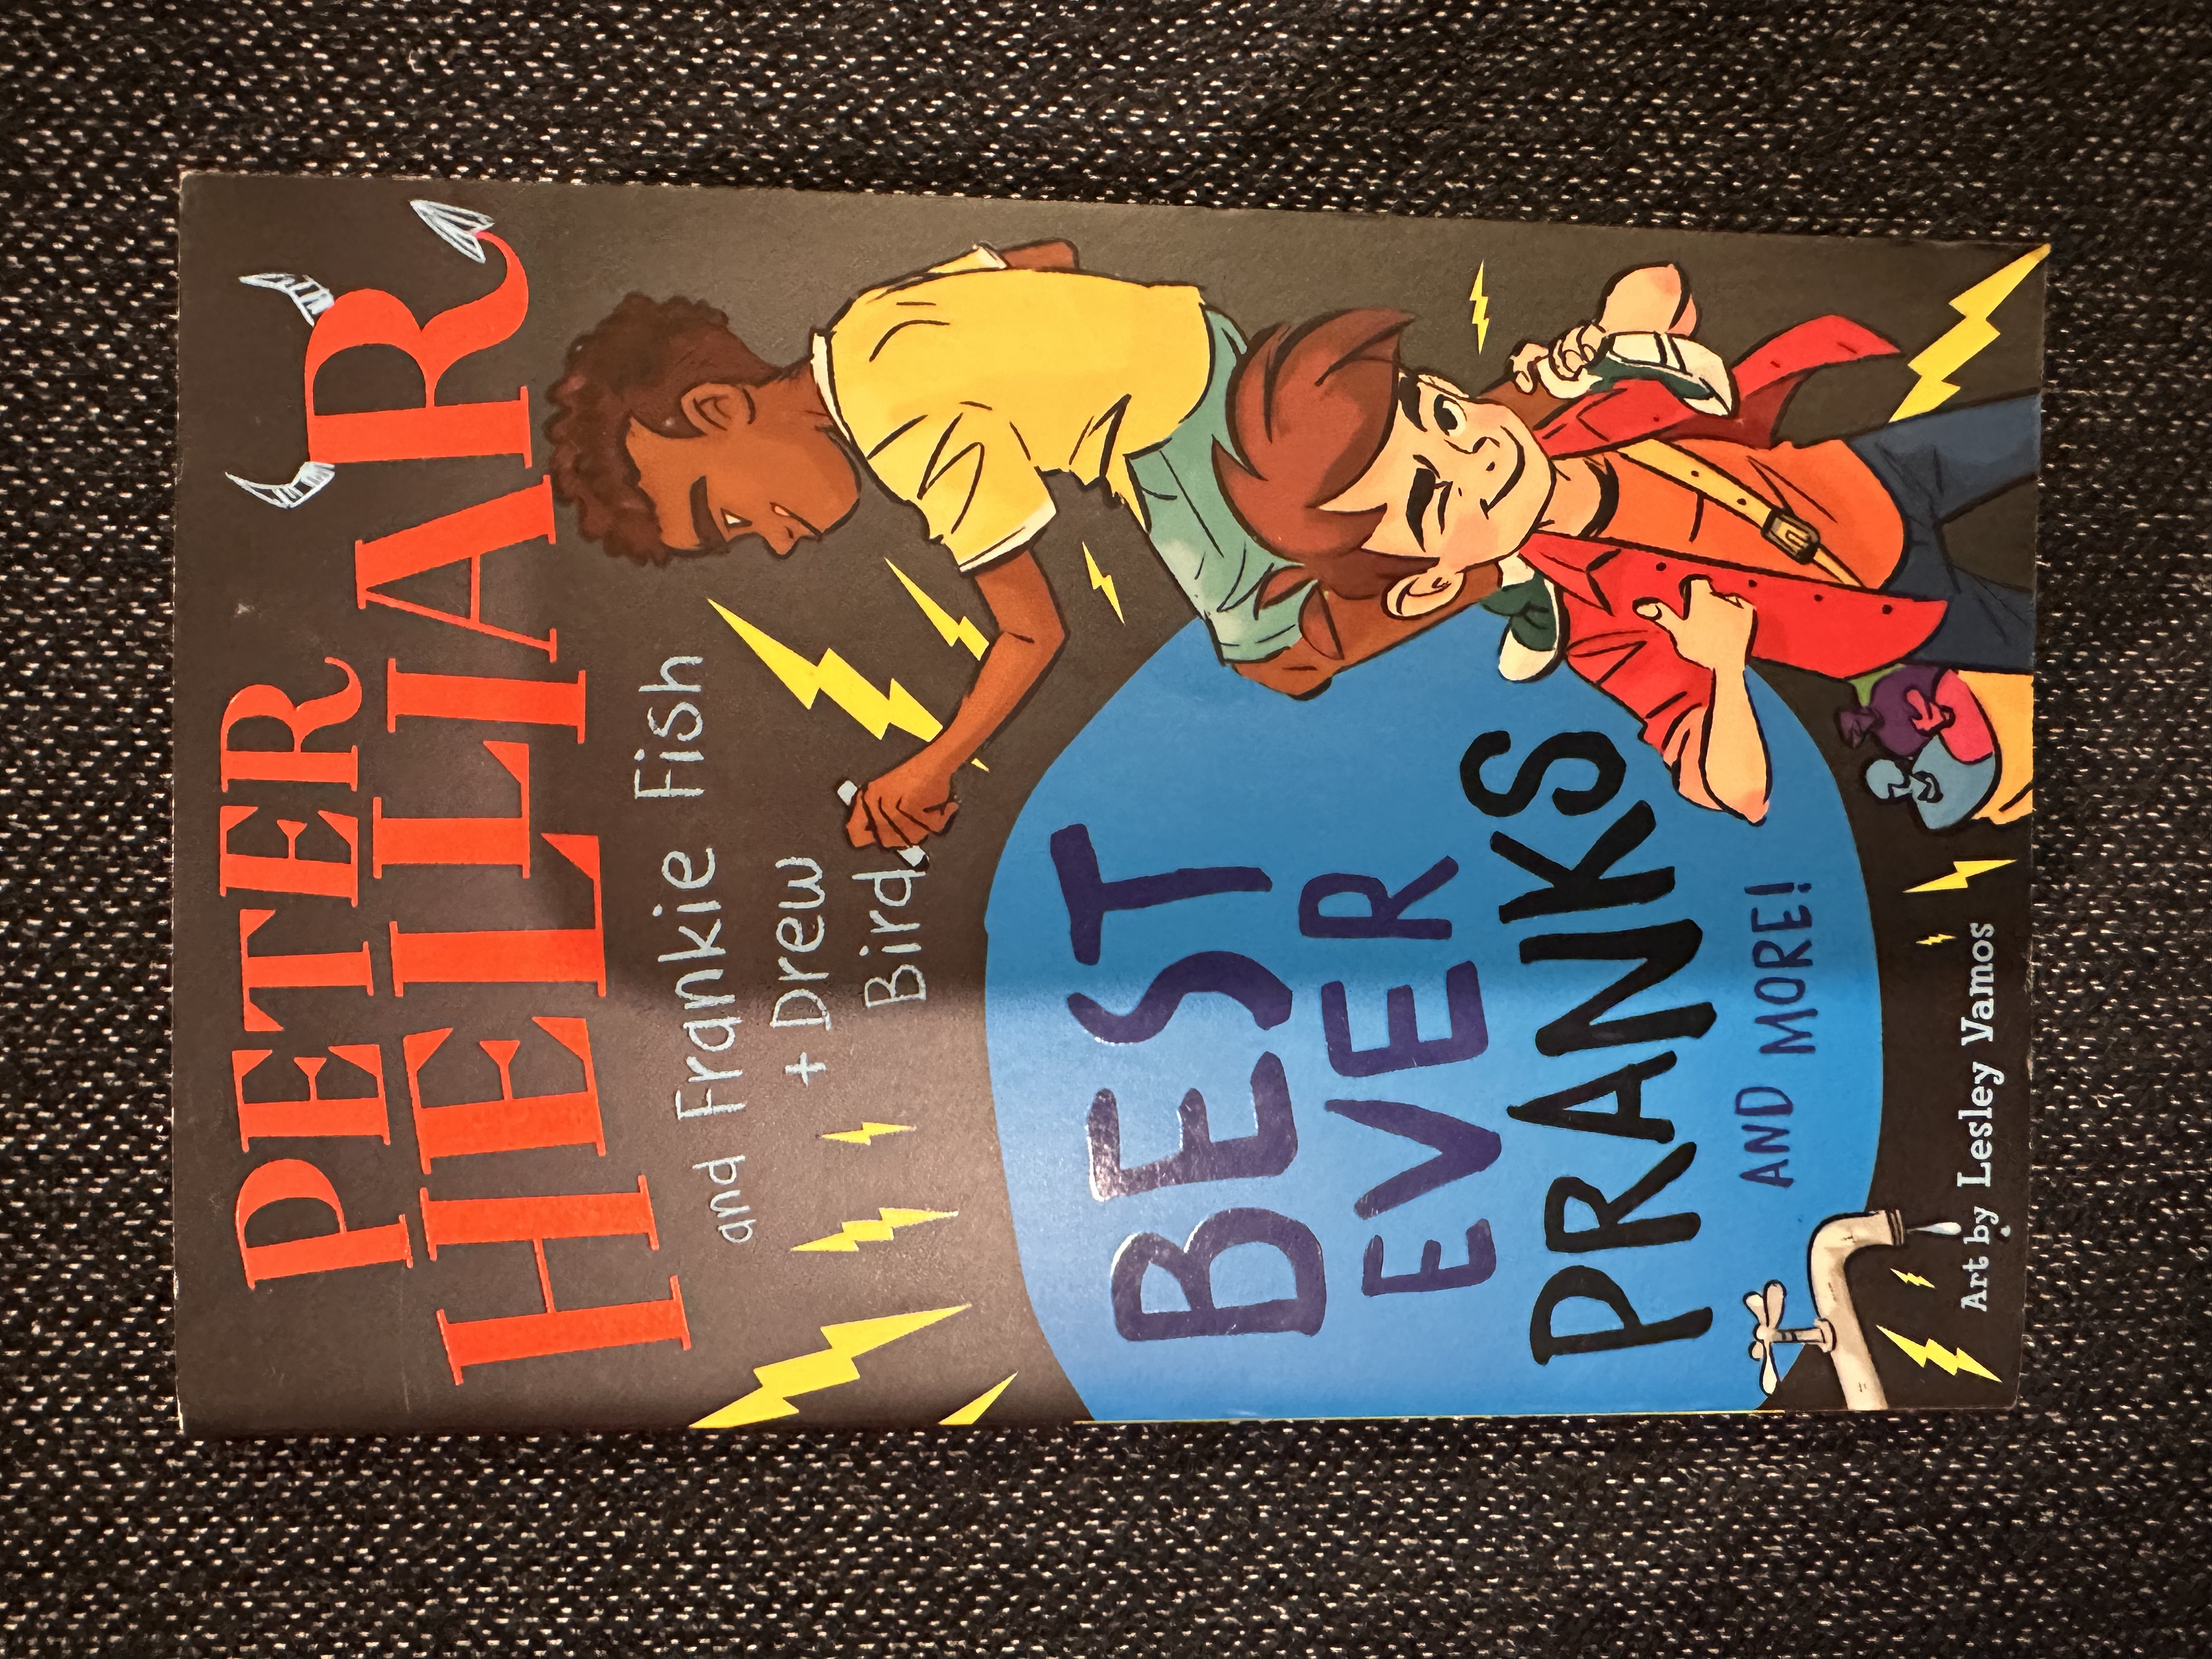 PETER
HELLIAR
and Frankie Fish
+ Drew
Bird
BEST
EVER
PRANKS
AND MORE!
Art by Lesley Vamos